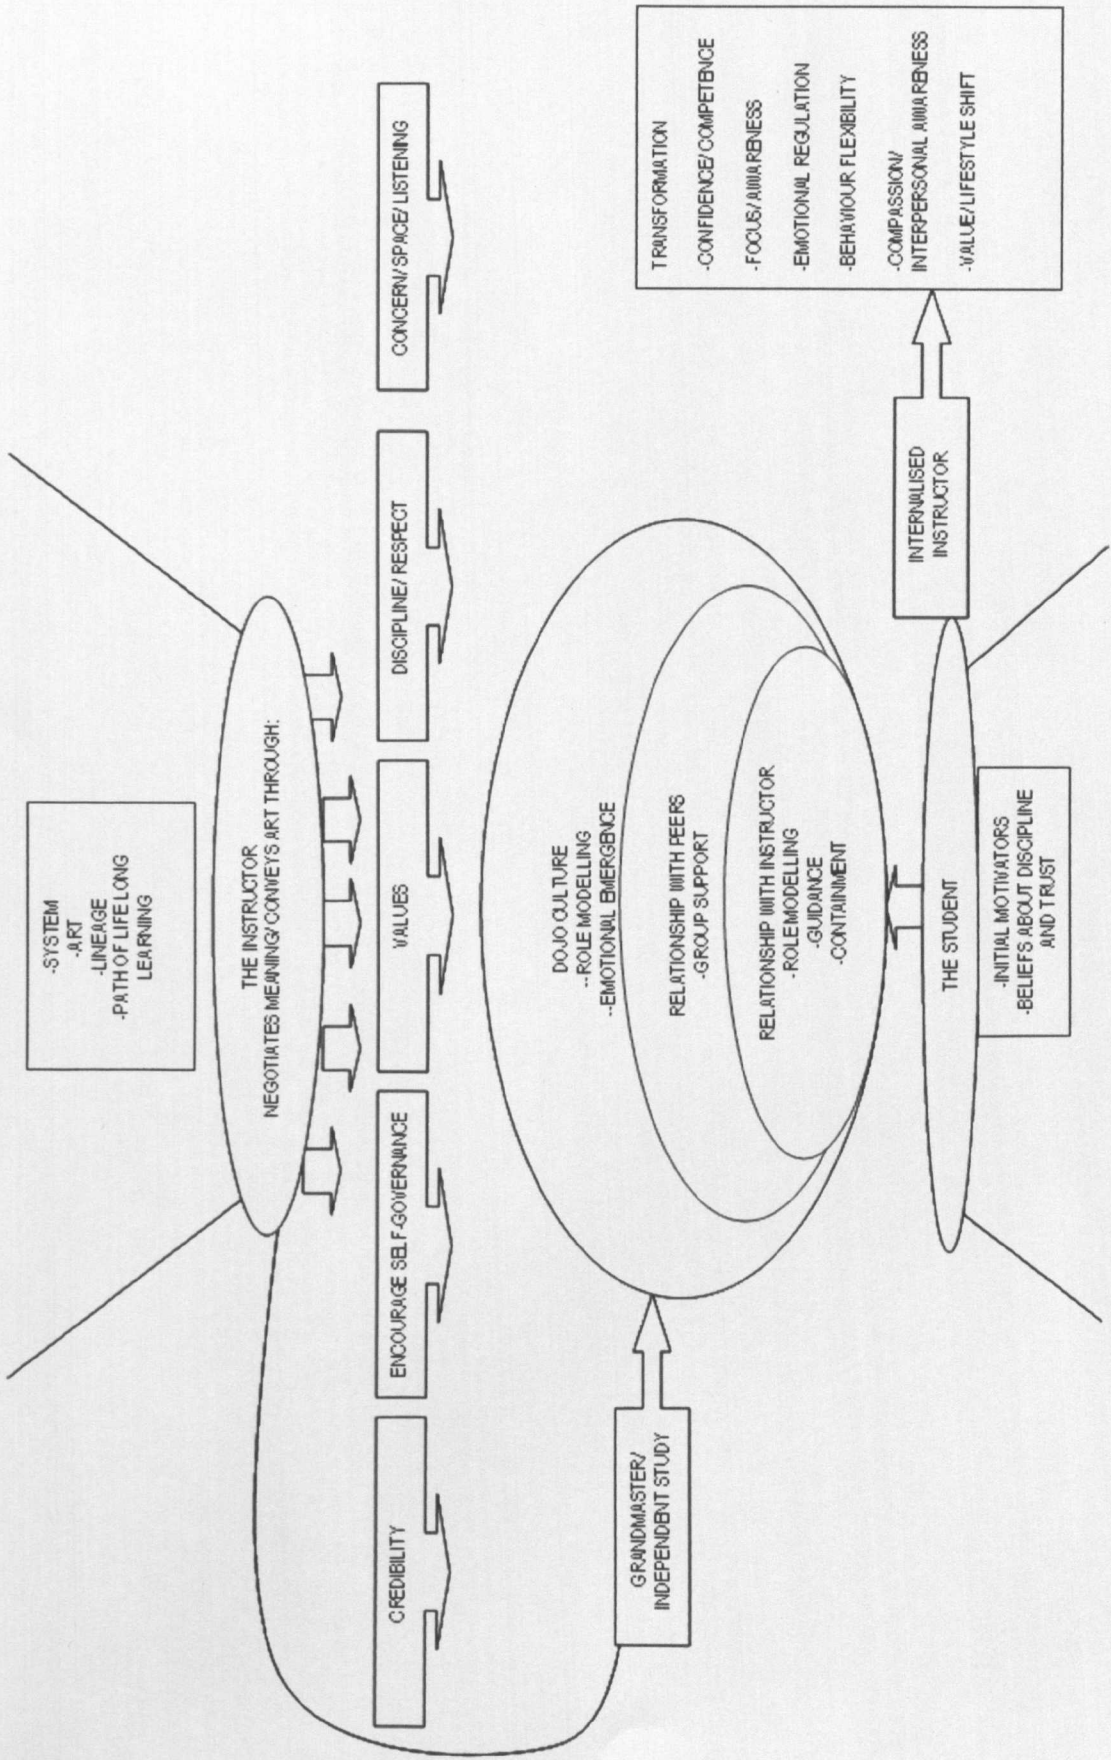 -SYSTEM
-ART
-LINEAGE
-PATH OF LIFE LONG
LEARNING
THE INSTRUCTOR
NEGOTIATES MEANING/ CONVEYS ART THROUGH:
CREDIBILITY
ENCOURAGE SELF-GOVERNANCE
VALUES
DISCIPLINE/ RESPECT
CONCERN/ SPACE/ LISTENING
DOJO CULTURE
--ROLE MODELLING
--EMOTIONAL EMERGENCE
RELATIONSHIP WITH PEERS
-GROUP SUPPORT
RELATIONSHIP WITH INSTRUCTOR
- ROLE MODELLING
-GUIDANCE
-CONTAINMENT
GRANDMASTER/
INDEPENDENT STUDY
THE STUDENT
-INITIAL MOTIVATORS
-BELIEFS ABOUT DISCIPLINE
AND TRUST
INTERNALISED
INSTRUCTOR
TRANSFORMATION
-CONFIDENCE/ COMPETENCE
-FOCUS/ AWARENESS
-EMOTIONAL REGULATION
-BEHAVIOUR FLEXIBILITY
-COMPASSION/
INTERPERSONAL AWARENESS
-VALUE/ LIFESTYLE SHIFT